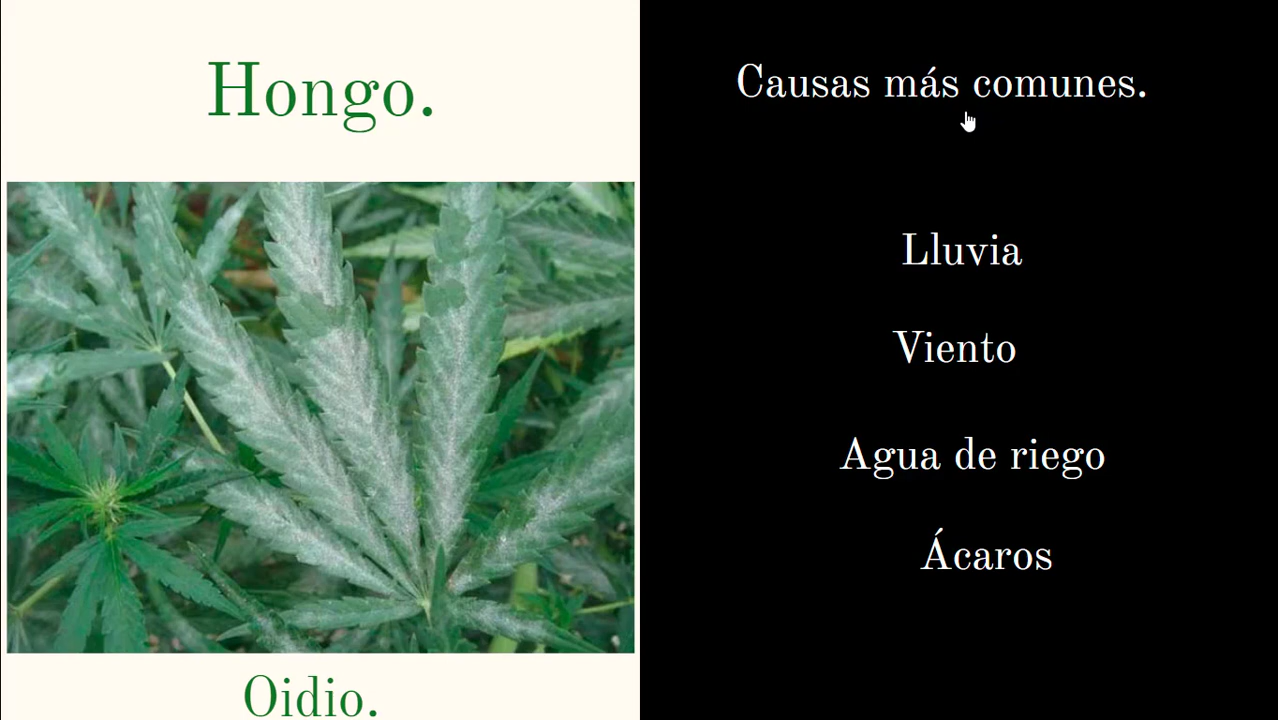 Hongo.
Oidio.
Causas más comunes.
Lluvia
Viento
Agua de riego
Ácaros